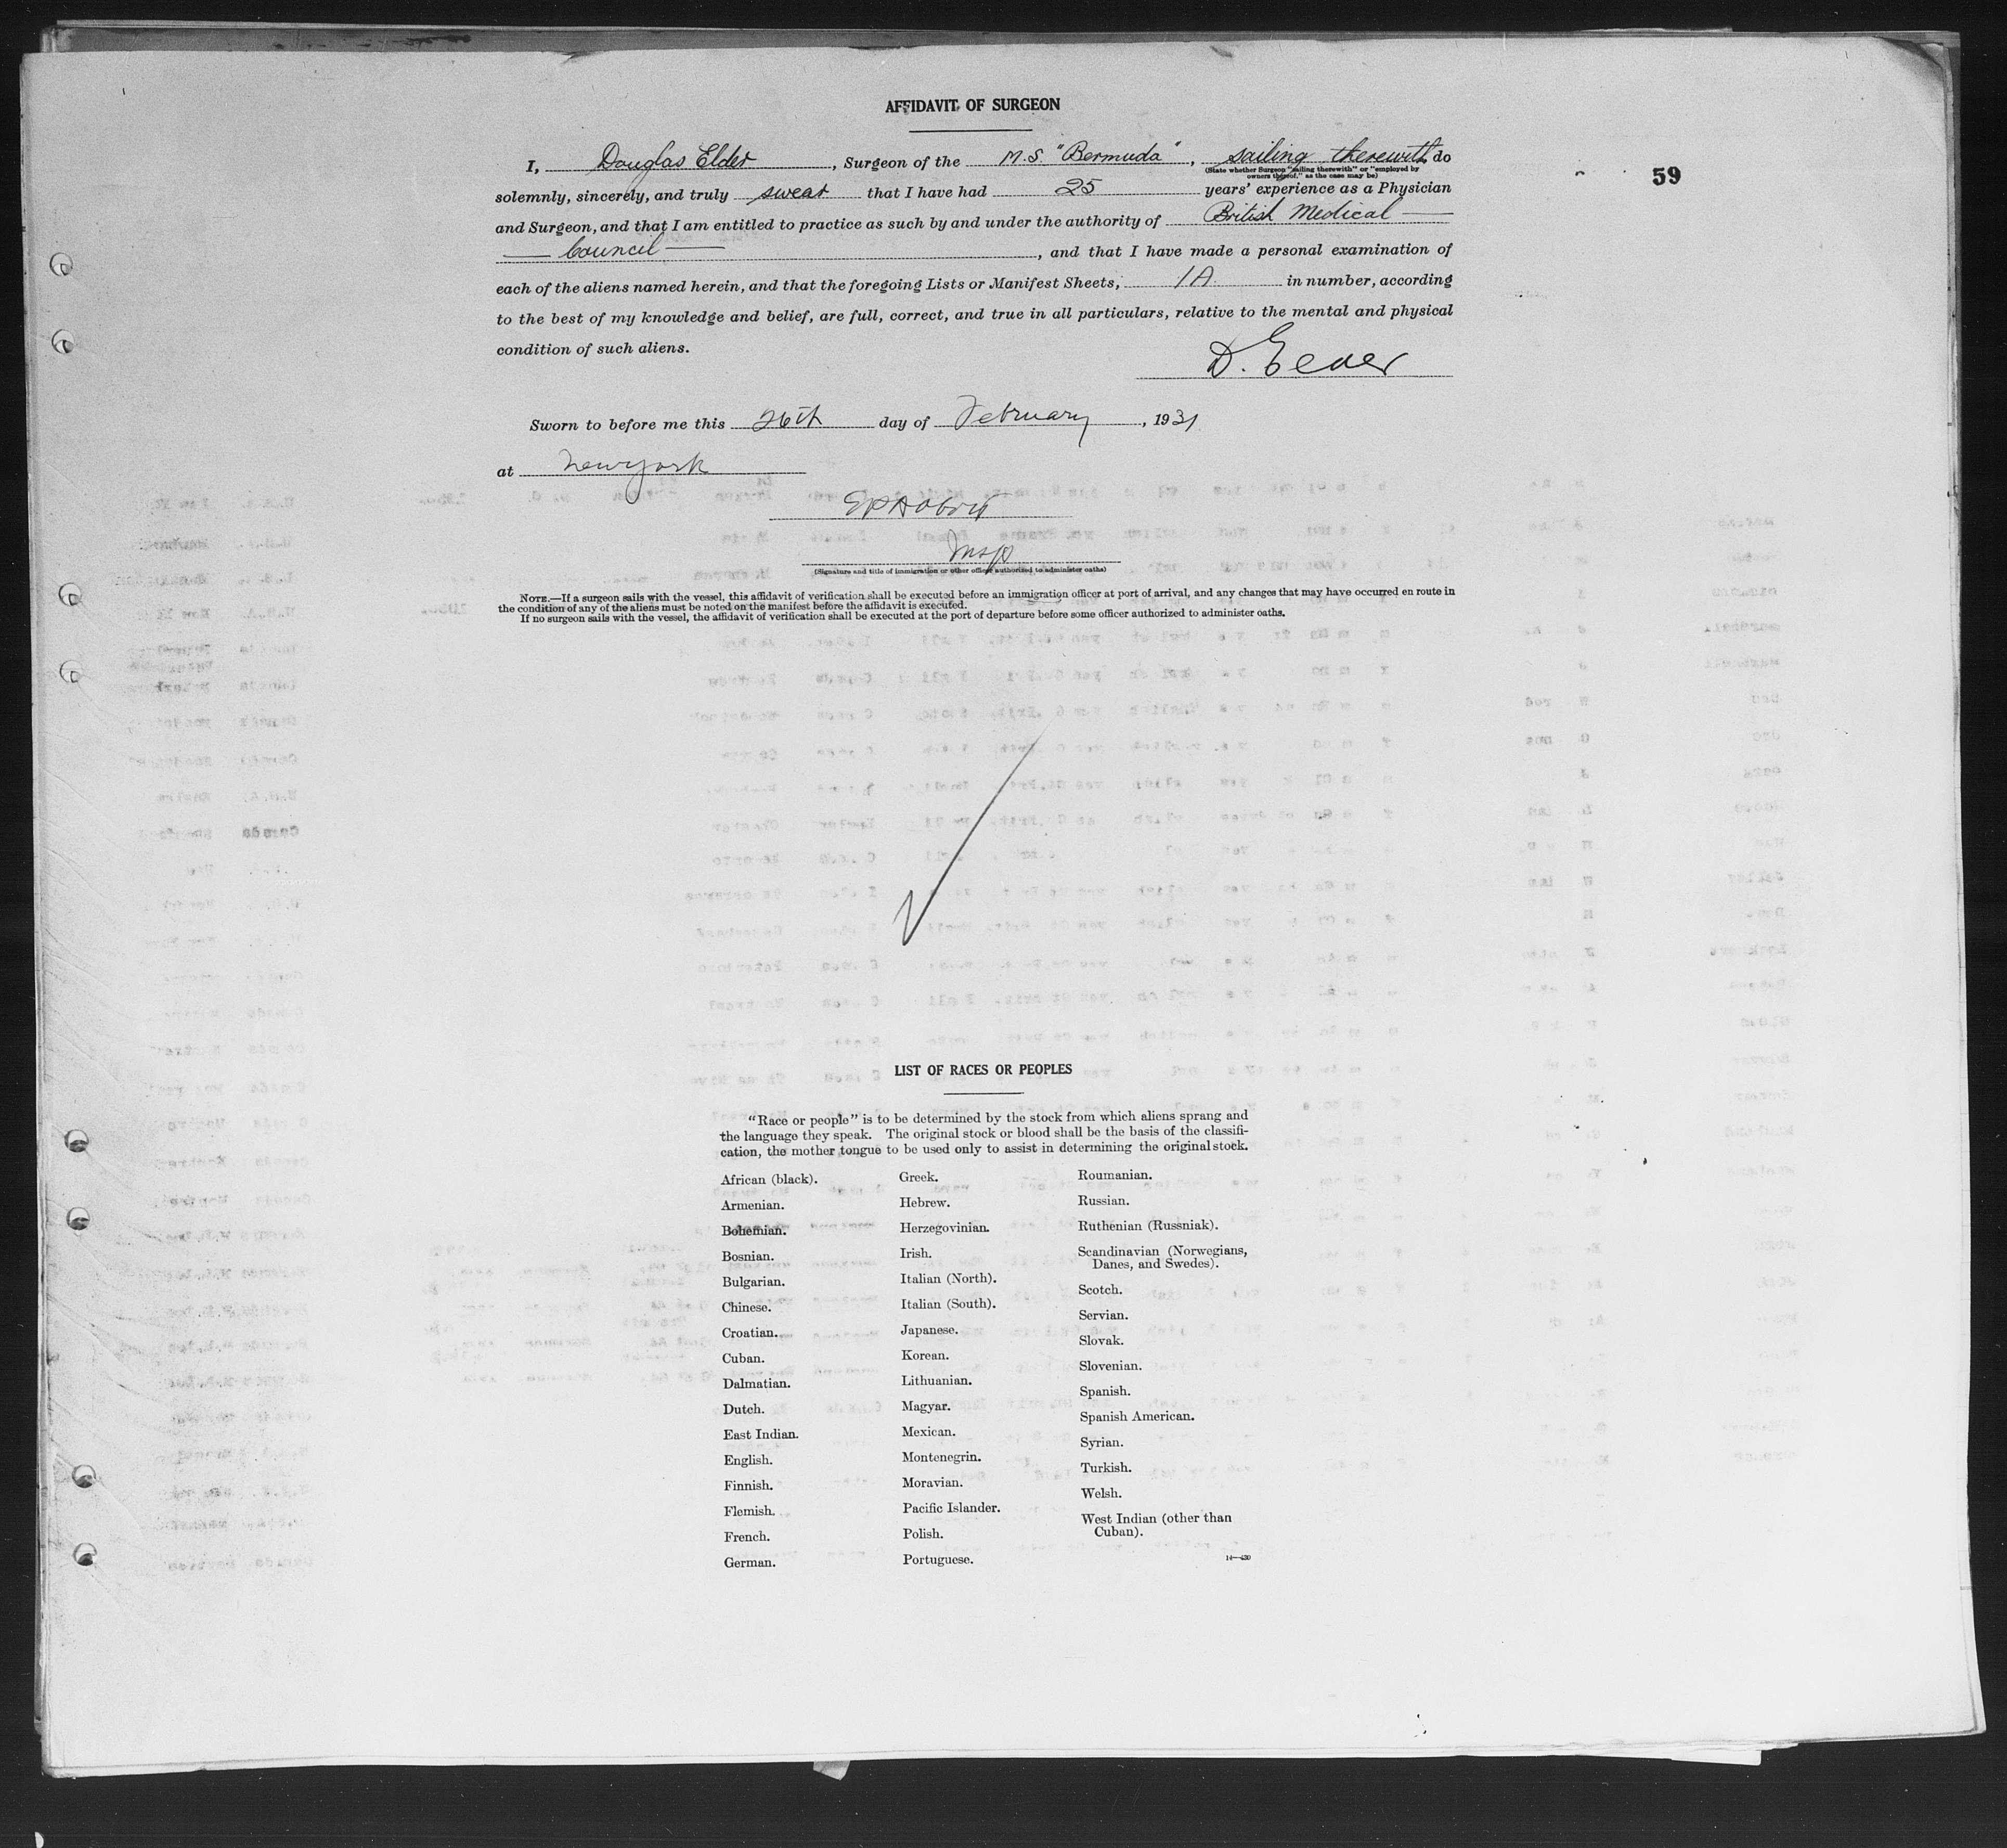 AFFIDAVIT OF SURGEON
I, Douglas Elder, Surgeon of the M.S. "Bermuda", sailing therewith, do
(State whether Surgeon "sailing therewith" or "employed by
owners thereof," as the case may be)
59
solemnly, sincerely, and truly swear that I have had 25 years' experience as a Physician
and Surgeon, and that I am entitled to practice as such by and under the authority of British Medical
Council, and that I have made a personal examination of
each of the aliens named herein, and that the foregoing Lists or Manifest Sheets, 1A in number, according
to the best of my knowledge and belief, are full, correct, and true in all particulars, relative to the mental and physical
condition of such aliens.
D. Elder
Sworn to before me this 26th day of February, 1931
at New york
Insp
(Signature and title of immigration or other officer authorized to administer oaths)
NOTE.—If a surgeon sails with the vessel, this affidavit of verification shall be executed before an immigration officer at port of arrival, and any changes that may have occurred en route in
the condition of any of the aliens must be noted on the manifest before the affidavit is executed.
If no surgeon sails with the vessel, the affidavit of verification shall be executed at the port of departure before some officer authorized to administer oaths.
LIST OF RACES OR PEOPLES
"Race or people" is to be determined by the stock from which aliens sprang and
the language they speak. The original stock or blood shall be the basis of the classifi-
cation, the mother tongue to be used only to assist in determining the original stock.
African (black).
Armenian.
Bohemian.
Bosnian.
Bulgarian.
Chinese.
Croatian.
Cuban.
Dalmatian.
Dutch.
East Indian.
English.
Finnish.
Flemish.
French.
German.
Greek.
Hebrew.
Herzegovinian.
Irish.
Italian (North).
Italian (South).
Japanese.
Korean.
Lithuanian.
Magyar.
Mexican.
Montenegrin.
Moravian.
Pacific Islander.
Polish.
Portuguese.
Roumanian.
Russian.
Ruthenian (Russniak).
Scandinavian (Norwegians,
Danes, and Swedes).
Scotch.
Servian.
Slovak.
Slovenian.
Spanish.
Spanish American.
Syrian.
Turkish.
Welsh.
West Indian (other than
Cuban).
14—430